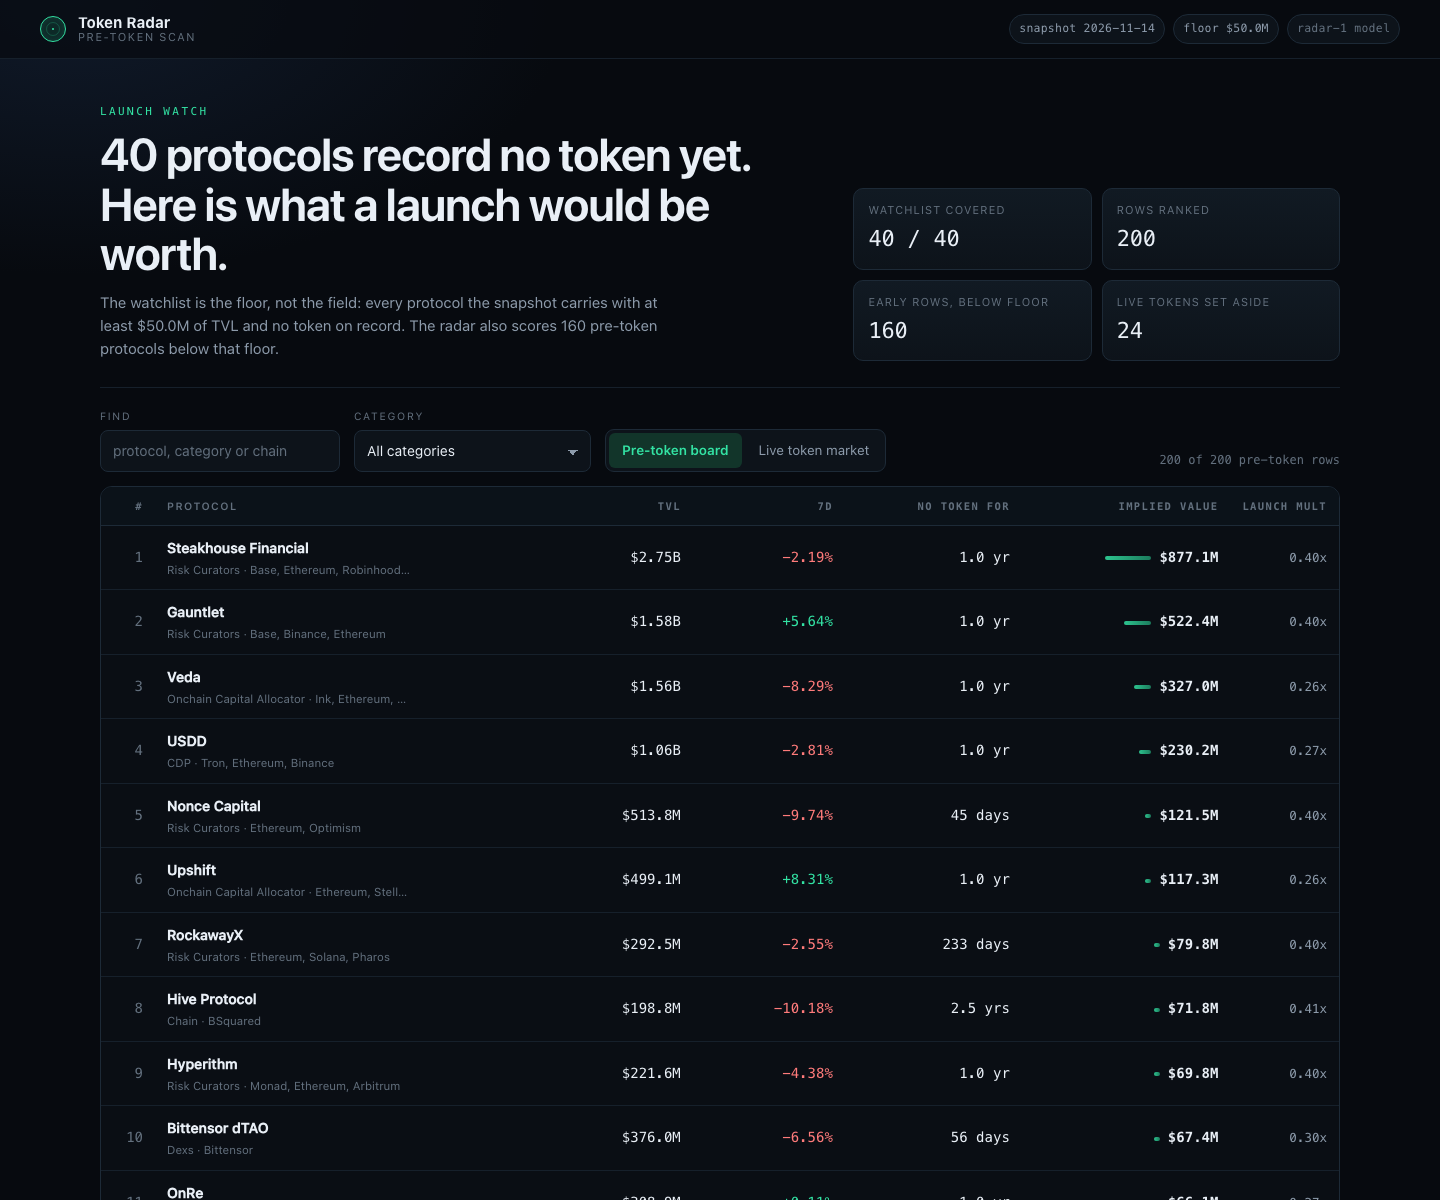 Token Radar
PRE-TOKEN SCAN
snapshot 2026-11-14
floor $50.0M
radar-1 model
LAUNCH WATCH
40 protocols record no token yet.
Here is what a launch would be
worth.
The watchlist is the floor, not the field: every protocol the snapshot carries with at
least $50.0M of TVL and no token on record. The radar also scores 160 pre-token
protocols below that floor.
WATCHLIST COVERED
40 / 40
ROWS RANKED
200
EARLY ROWS, BELOW FLOOR
160
LIVE TOKENS SET ASIDE
24
FIND
protocol, category or chain
CATEGORY
All categories
Pre-token board
Live token market
200 of 200 pre-token rows
# PROTOCOL TVL 7D NO TOKEN FOR IMPLIED VALUE LAUNCH MULT
1 Steakhouse Financial $2.75B −2.19% 1.0 yr $877.1M 0.40x
Risk Curators · Base, Ethereum, Robinhood...
2 Gauntlet $1.58B +5.64% 1.0 yr $522.4M 0.40x
Risk Curators · Base, Binance, Ethereum
3 Veda $1.56B −8.29% 1.0 yr $327.0M 0.26x
Onchain Capital Allocator · Ink, Ethereum, ...
4 USDD $1.06B −2.81% 1.0 yr $230.2M 0.27x
CDP · Tron, Ethereum, Binance
5 Nonce Capital $513.8M −9.74% 45 days $121.5M 0.40x
Risk Curators · Ethereum, Optimism
6 Upshift $499.1M +8.31% 1.0 yr $117.3M 0.26x
Onchain Capital Allocator · Ethereum, Stell...
7 RockawayX $292.5M −2.55% 233 days $79.8M 0.40x
Risk Curators · Ethereum, Solana, Pharos
8 Hive Protocol $198.8M −10.18% 2.5 yrs $71.8M 0.41x
Chain · BSquared
9 Hyperithm $221.6M −4.38% 1.0 yr $69.8M 0.40x
Risk Curators · Monad, Ethereum, Arbitrum
10 Bittensor dTAO $376.0M −6.56% 56 days $67.4M 0.30x
Dexs · Bittensor
OnRe